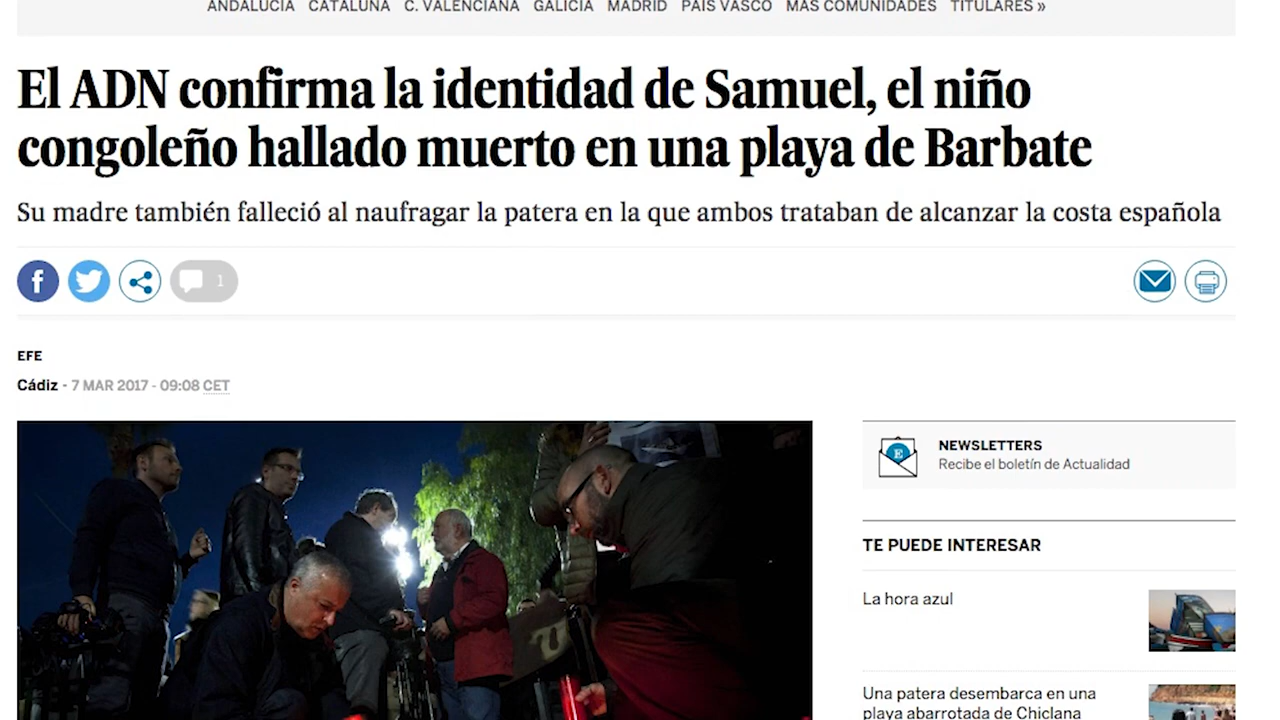 ANDALUCÍA CATALUÑA C. VALENCIANA GALICIA MADRID PAÍS VASCO MÁS COMUNIDADES TITULARES »
El ADN confirma la identidad de Samuel, el niño
congoleño hallado muerto en una playa de Barbate
Su madre también falleció al naufragar la patera en la que ambos trataban de alcanzar la costa española
1
EFE
Cádiz - 7 MAR 2017 - 09:08 CET
NEWSLETTERS
Recibe el boletín de Actualidad
TE PUEDE INTERESAR
La hora azul
Una patera desembarca en una
playa abarrotada de Chiclana